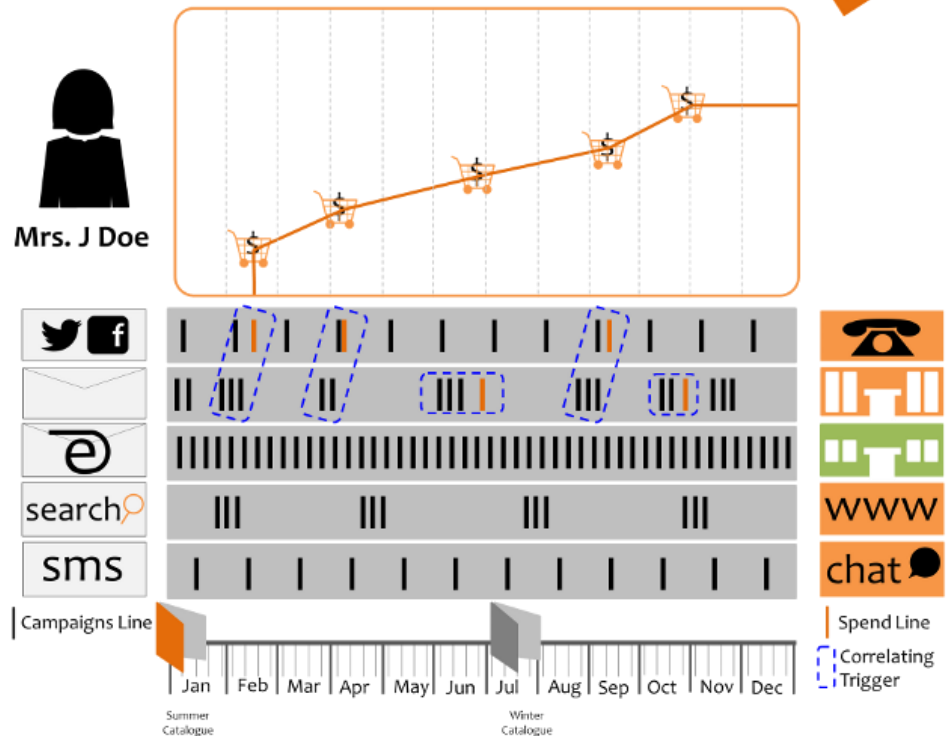 Mrs. J Doe
$
$
$
$
$
f
e
search
www
sms
chat
Campaigns Line
Spend Line
Correlating
Trigger
Jan Feb Mar Apr May Jun Jul Aug Sep Oct Nov Dec
Summer
Catalogue
Winter
Catalogue